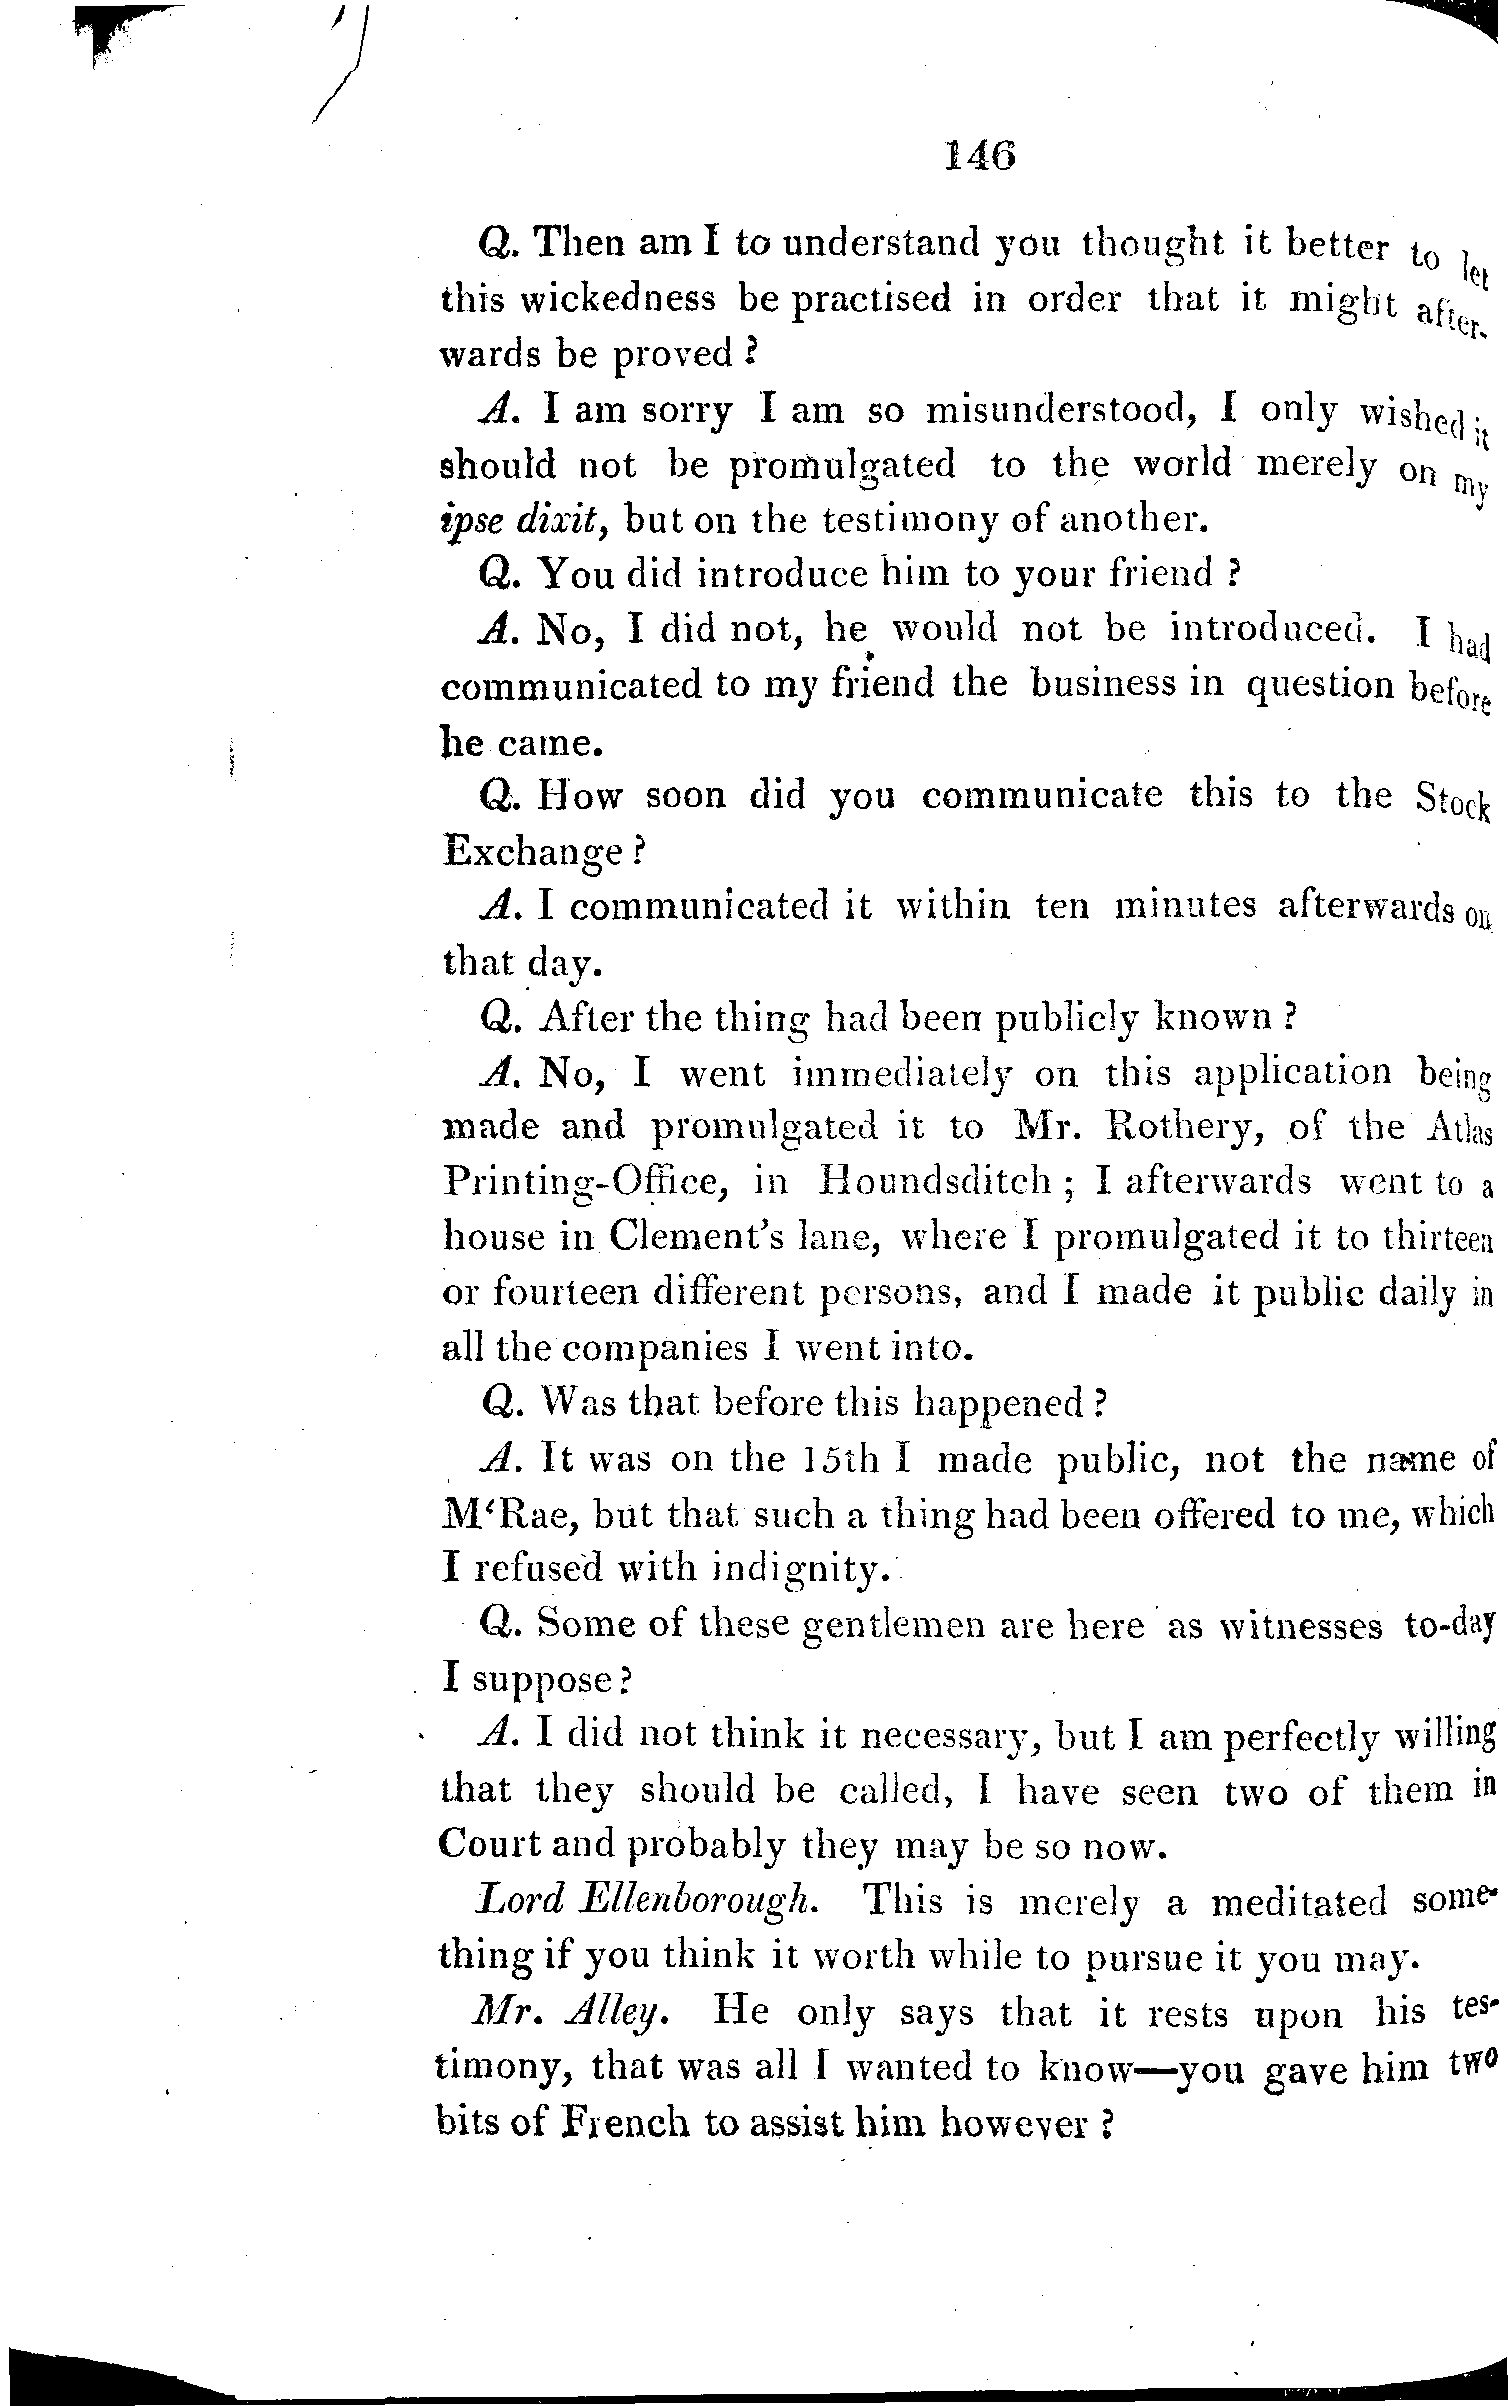 146
Q. Then am I to understand you thought it better to let
this wickedness be practised in order that it might after-
wards be proved ?
A. I am sorry I am so misunderstood, I only wished it
should not be promulgated to the world merely on my
ipse dixit, but on the testimony of another.
Q. You did introduce him to your friend ?
A. No, I did not, he would not be introduced. I had
communicated to my friend the business in question before
he came.
Q. How soon did you communicate this to the Stock
Exchange ?
A. I communicated it within ten minutes afterwards on
that day.
Q. After the thing had been publicly known ?
A. No, I went immediately on this application being
made and promulgated it to Mr. Rothery, of the Atlas
Printing-Office, in Houndsditch ; I afterwards went to a
house in Clement's lane, where I promulgated it to thirteen
or fourteen different persons, and I made it public daily in
all the companies I went into.
Q. Was that before this happened ?
A. It was on the 15th I made public, not the name of
M‘Rae, but that such a thing had been offered to me, which
I refused with indignity.
Q. Some of these gentlemen are here as witnesses to-day
I suppose ?
A. I did not think it necessary, but I am perfectly willing
that they should be called, I have seen two of them in
Court and probably they may be so now.
Lord Ellenborough. This is merely a meditated some-
thing if you think it worth while to pursue it you may.
Mr. Alley. He only says that it rests upon his tes-
timony, that was all I wanted to know—you gave him two
bits of French to assist him however ?